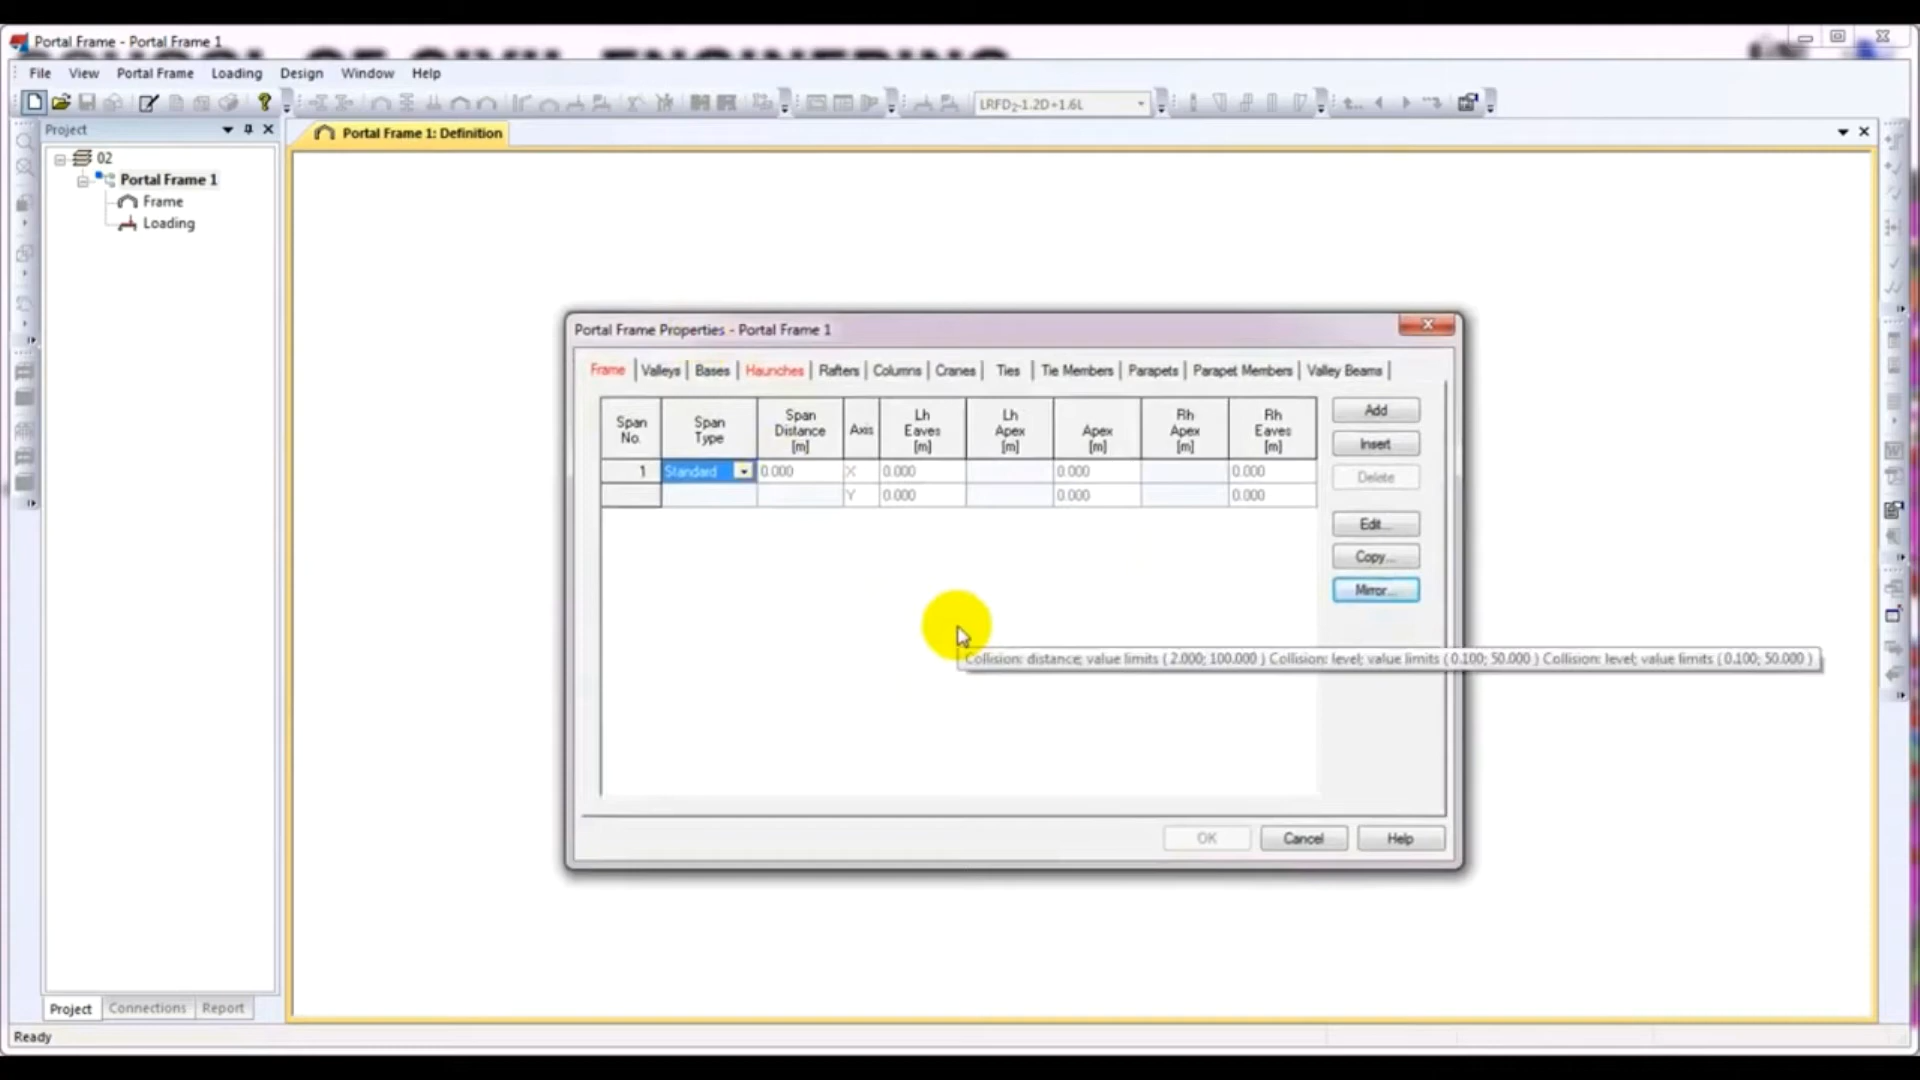 Portal Frame - Portal Frame 1
File View Portal Frame Loading Design Window Help
LRFD2-1.2D+1.6L
Project
Portal Frame 1: Definition
02
Portal Frame 1
Frame
Loading
Portal Frame Properties - Portal Frame 1
Frame Valleys Bases Haunches Rafters Columns Cranes Ties Tie Members Parapets Parapet Members Valley Beams
Span No. Span Type Span Distance [m] Axis Lh Eaves [m] Lh Apex [m] Apex [m] Rh Apex [m] Rh Eaves [m]
1 Standard 0.000 X 0.000 0.000 0.000
Y 0.000 0.000 0.000
Add
Insert
Delete
Edit...
Copy...
Mirror...
Collision: distance; value limits ( 2.000; 100.000 ) Collision: level; value limits ( 0.100; 50.000 ) Collision: level; value limits ( 0.100; 50.000 )
OK Cancel Help
Project Connections Report
Ready